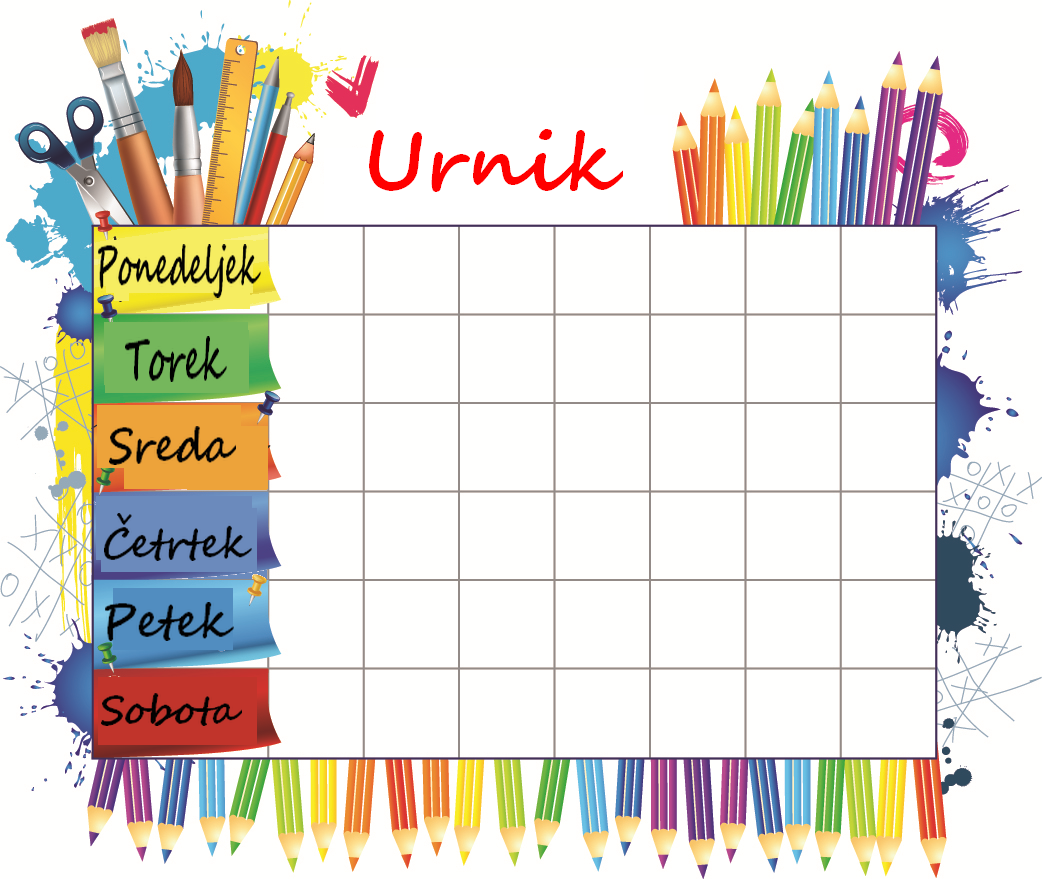 Urnik
Ponedeljek
Torek
Sreda
Četrtek
Petek
Sobota